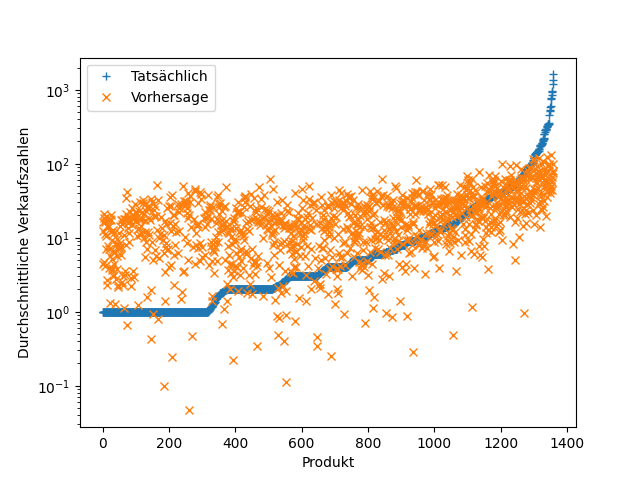 Tatsächlich
Vorhersage
Durchschnittliche Verkaufszahlen
10³
10²
10¹
10⁰
10⁻¹
0 200 400 600 800 1000 1200 1400
Produkt